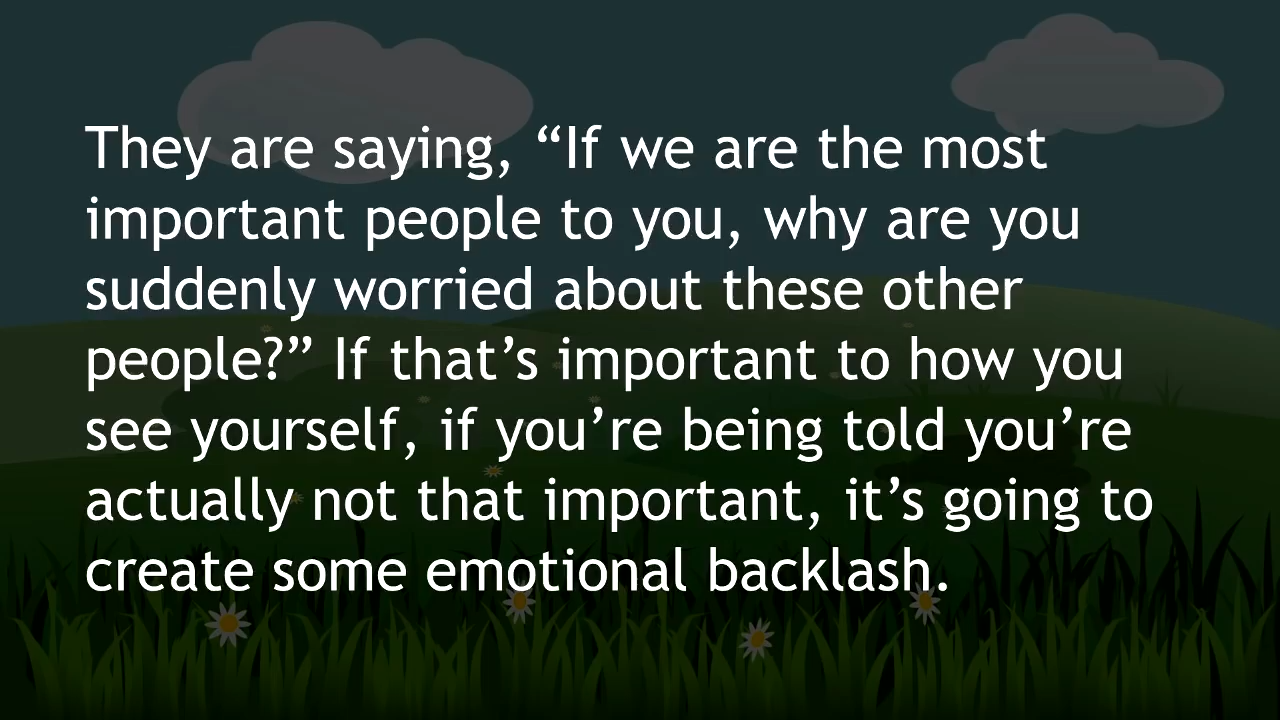 They are saying, “If we are the most
important people to you, why are you
suddenly worried about these other
people?” If that’s important to how you
see yourself, if you’re being told you’re
actually not that important, it’s going to
create some emotional backlash.